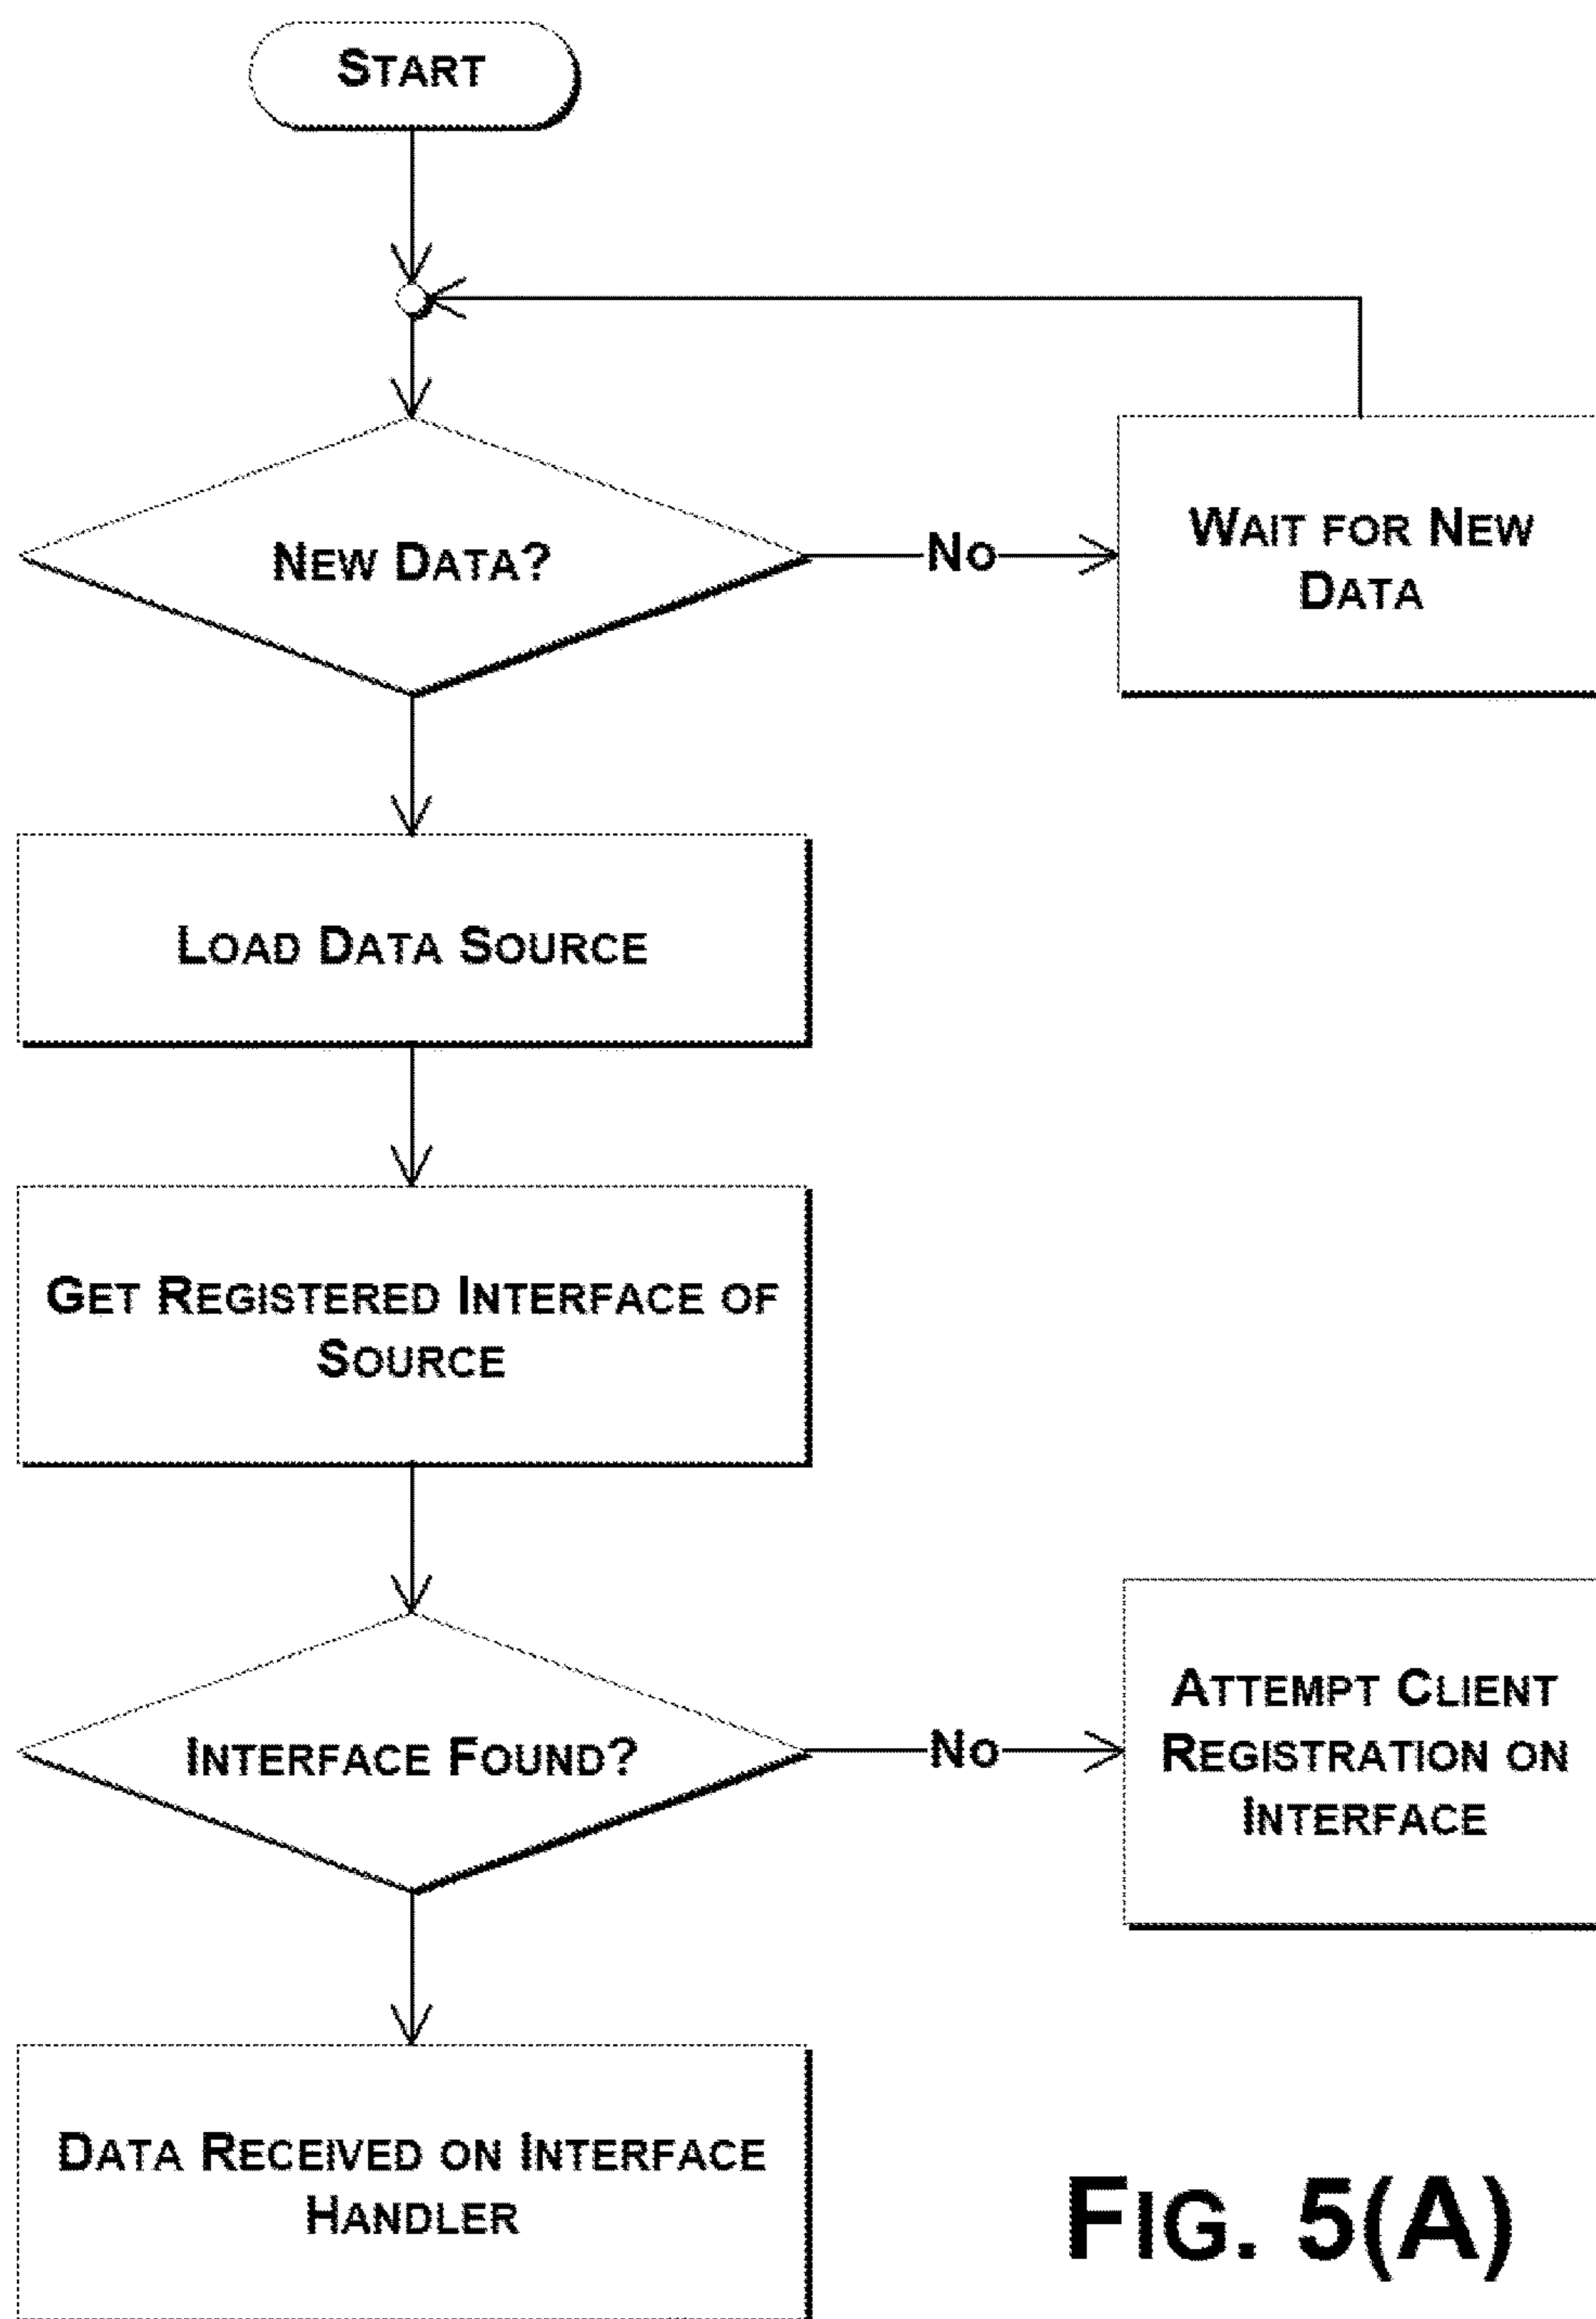 START
NEW DATA?
No
WAIT FOR NEW
DATA
LOAD DATA SOURCE
GET REGISTERED INTERFACE OF
SOURCE
INTERFACE FOUND?
No
ATTEMPT CLIENT
REGISTRATION ON
INTERFACE
DATA RECEIVED ON INTERFACE
HANDLER
FIG. 5(A)